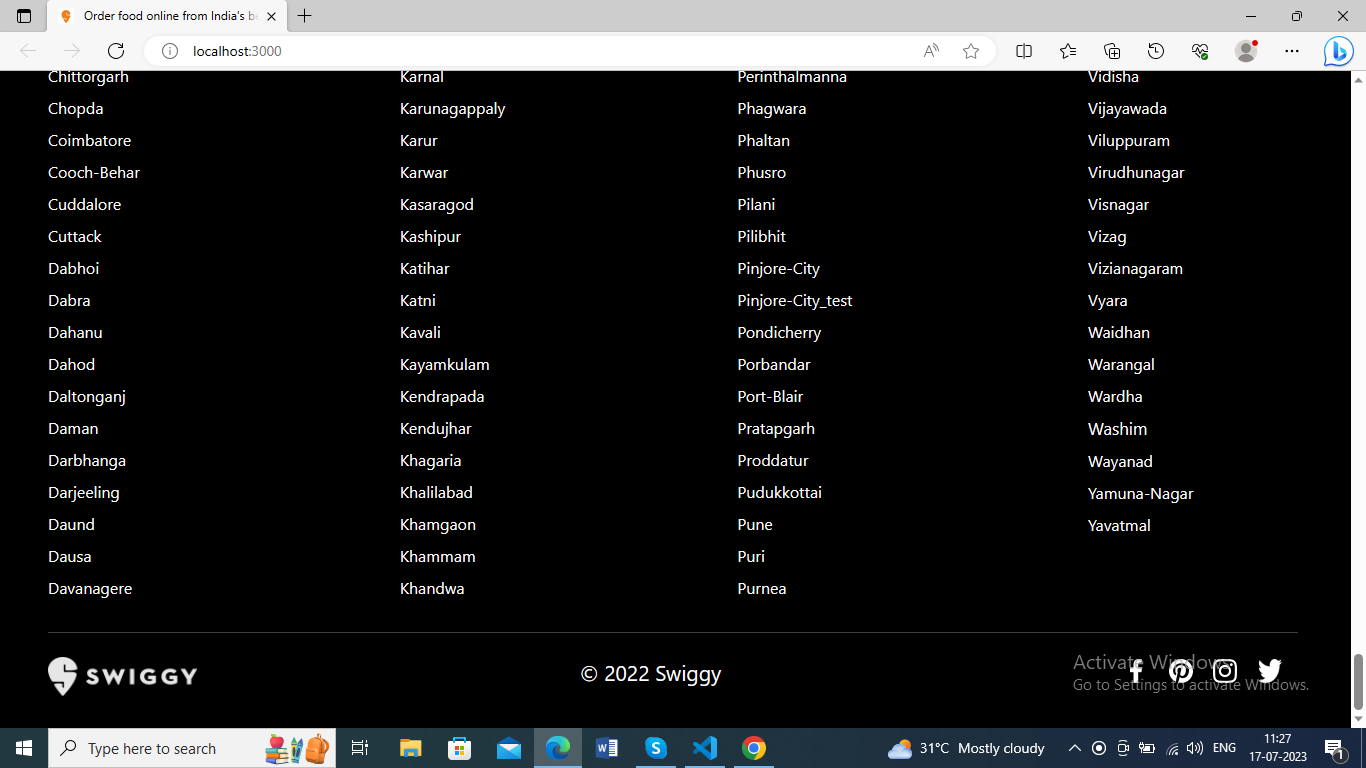 Order food online from India's be
localhost:3000
Chittorgarh
Chopda
Coimbatore
Cooch-Behar
Cuddalore
Cuttack
Dabhoi
Dabra
Dahanu
Dahod
Daltonganj
Daman
Darbhanga
Darjeeling
Daund
Dausa
Davanagere
Karnal
Karunagappaly
Karur
Karwar
Kasaragod
Kashipur
Katihar
Katni
Kavali
Kayamkulam
Kendrapada
Kendujhar
Khagaria
Khalilabad
Khamgaon
Khammam
Khandwa
Perinthalmanna
Phagwara
Phaltan
Phusro
Pilani
Pilibhit
Pinjore-City
Pinjore-City_test
Pondicherry
Porbandar
Port-Blair
Pratapgarh
Proddatur
Pudukkottai
Pune
Puri
Purnea
Vidisha
Vijayawada
Viluppuram
Virudhunagar
Visnagar
Vizag
Vizianagaram
Vyara
Waidhan
Warangal
Wardha
Washim
Wayanad
Yamuna-Nagar
Yavatmal
SWIGGY
© 2022 Swiggy
Activate Windows
Go to Settings to activate Windows.
Type here to search
31°C Mostly cloudy
ENG
11:27
17-07-2023
1